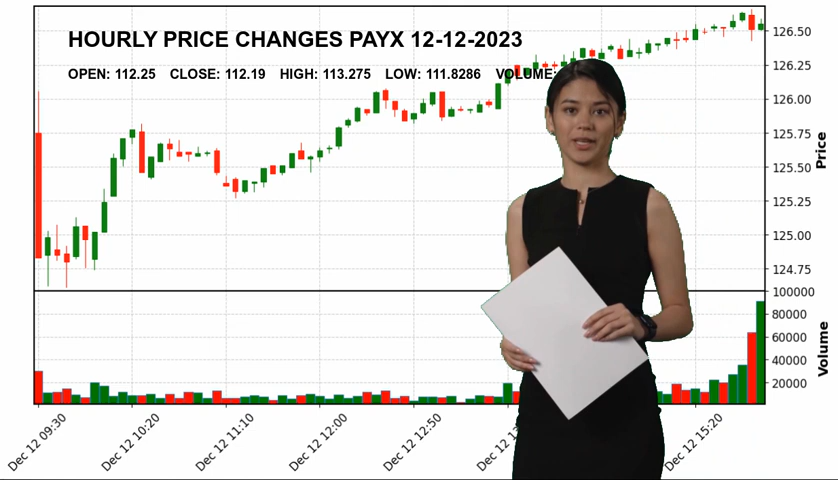 HOURLY PRICE CHANGES PAYX 12-12-2023
OPEN: 112.25 CLOSE: 112.19 HIGH: 113.275 LOW: 111.8286 VOLUME:
126.50
126.25
126.00
125.75
125.50
125.25
125.00
124.75
Price
100000
80000
60000
40000
20000
Volume
Dec 12 09:30
Dec 12 10:20
Dec 12 11:10
Dec 12 12:00
Dec 12 12:50
Dec 12
Dec 12 15:20